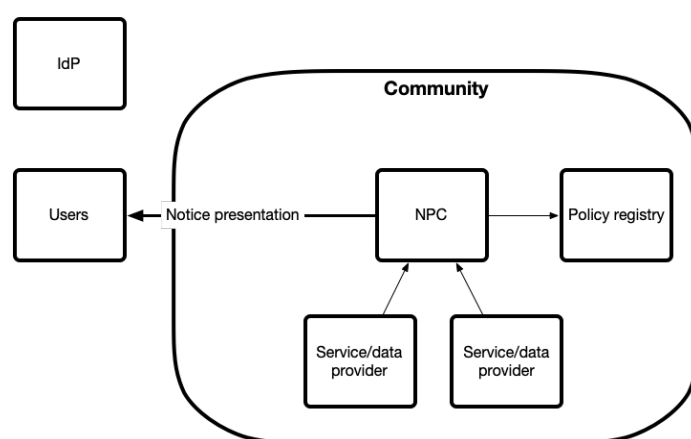 IdP
Community
Users
Notice presentation
NPC
Policy registry
Service/data
provider
Service/data
provider